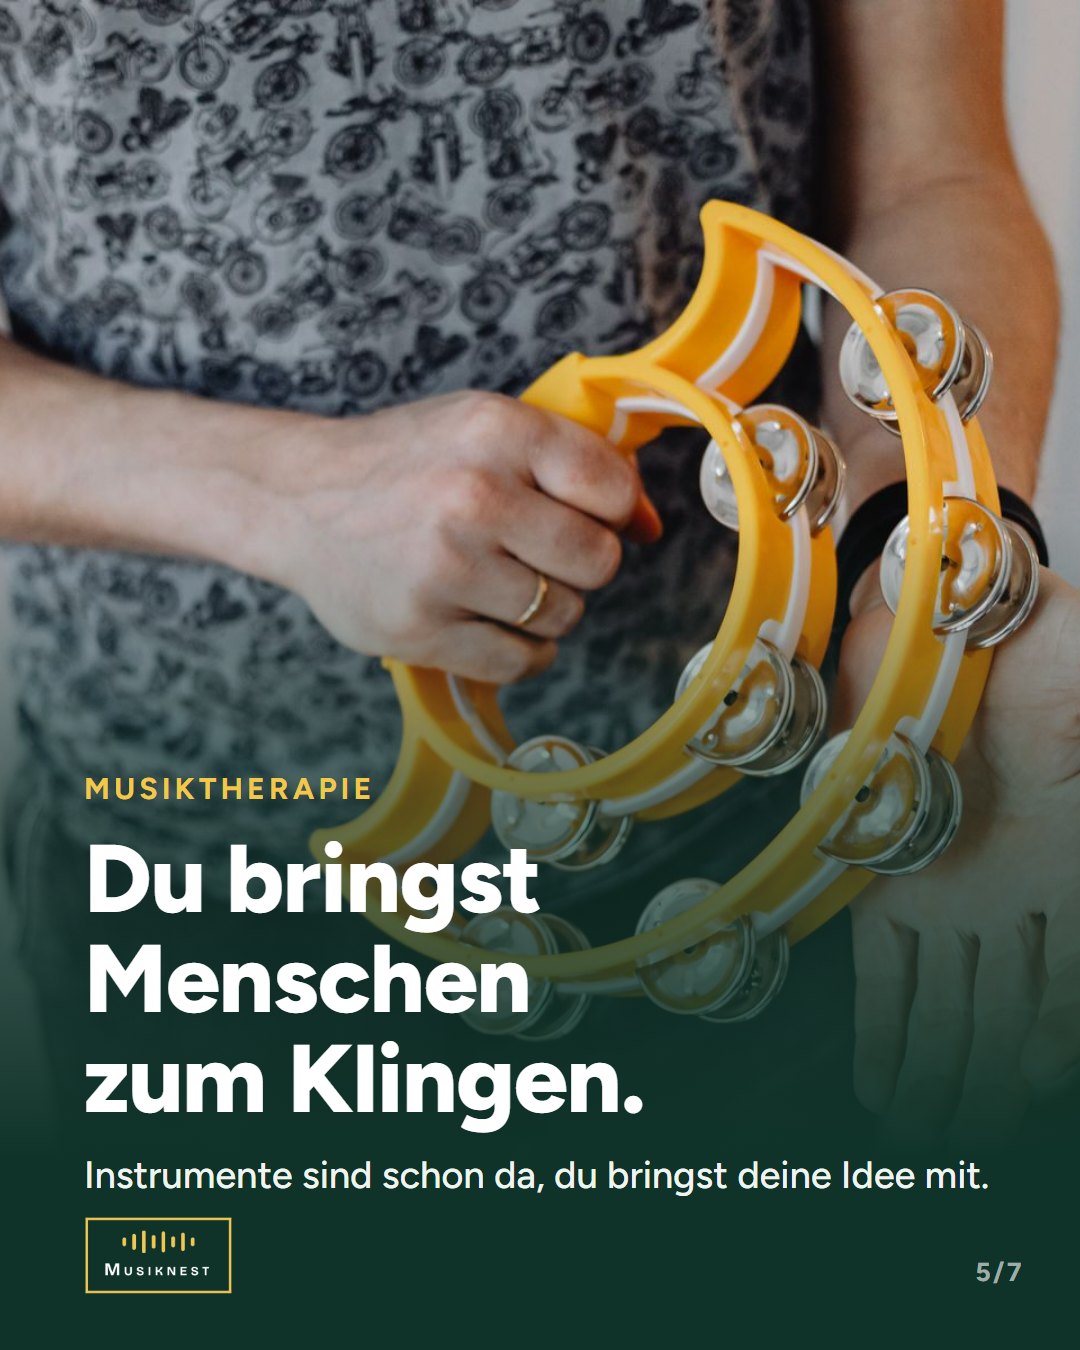 MUSIKTHERAPIE
Du bringst
Menschen
zum Klingen.
Instrumente sind schon da, du bringst deine Idee mit.
MUSIKNEST
5/7